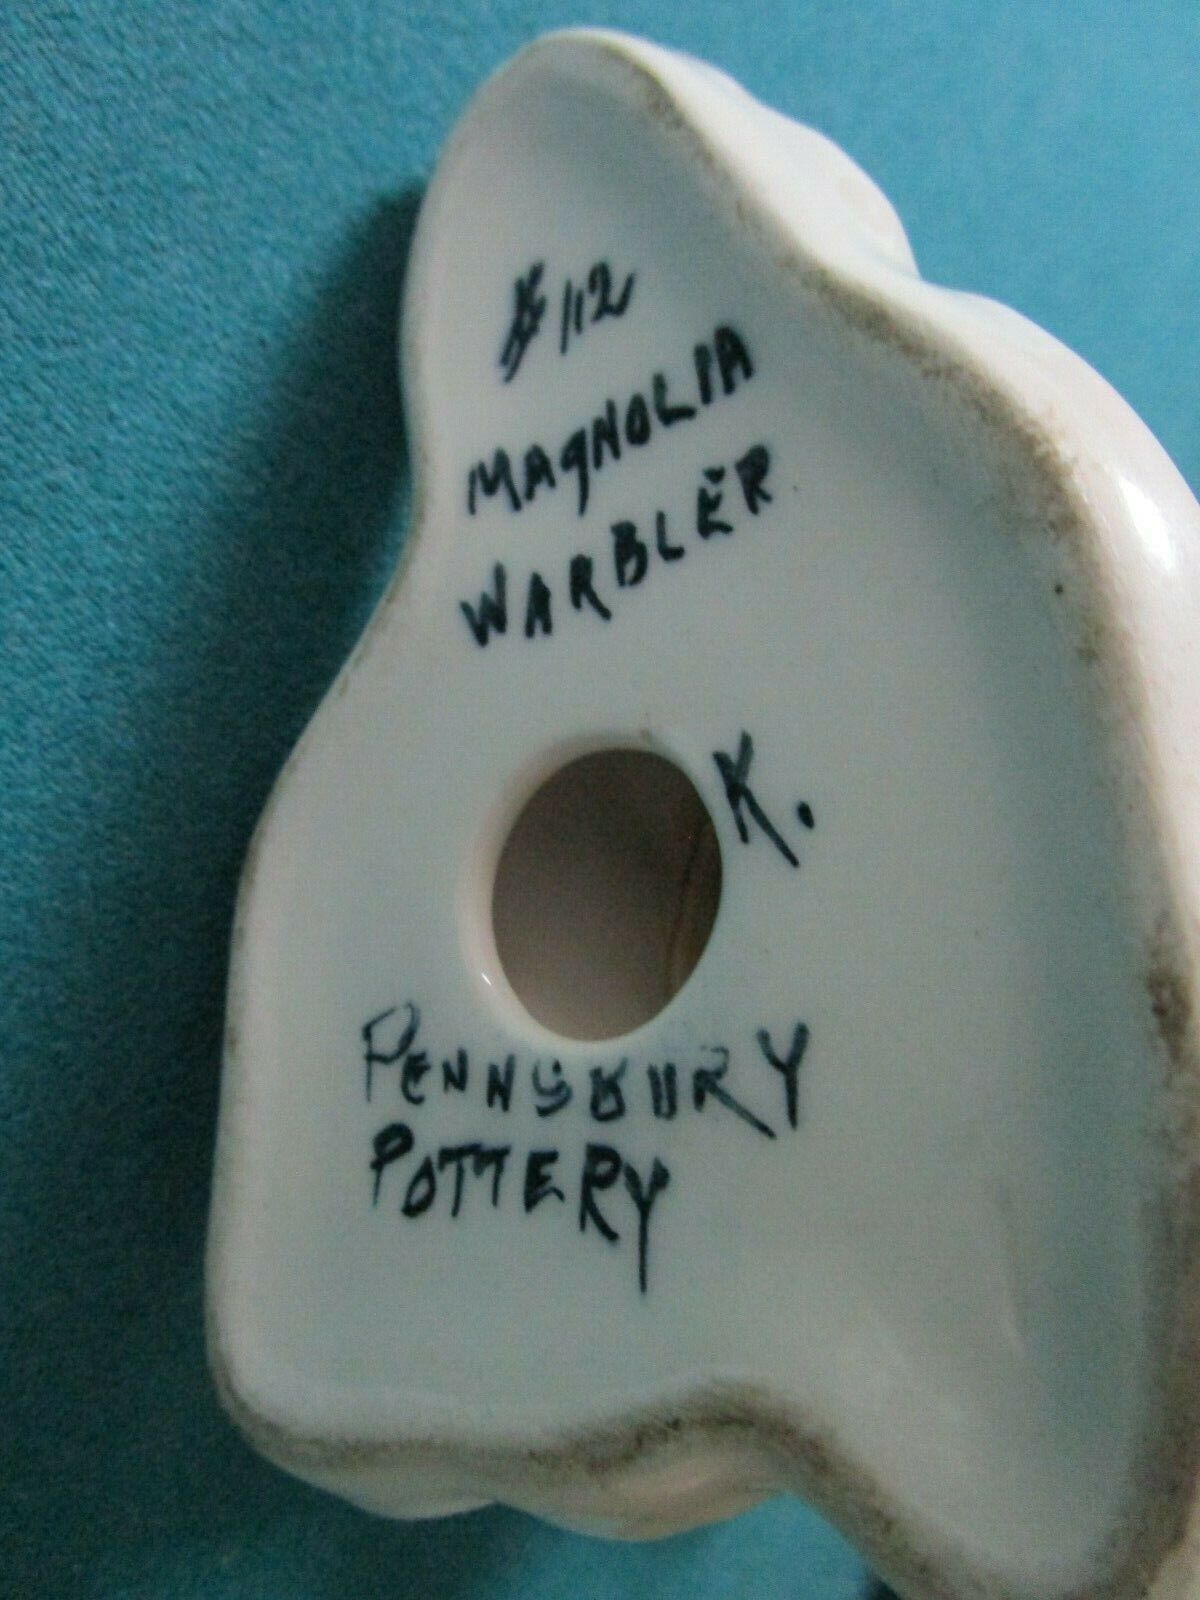 #112
MAGNOLIA
WARBLER
K.
PENNSBURY
POTTERY